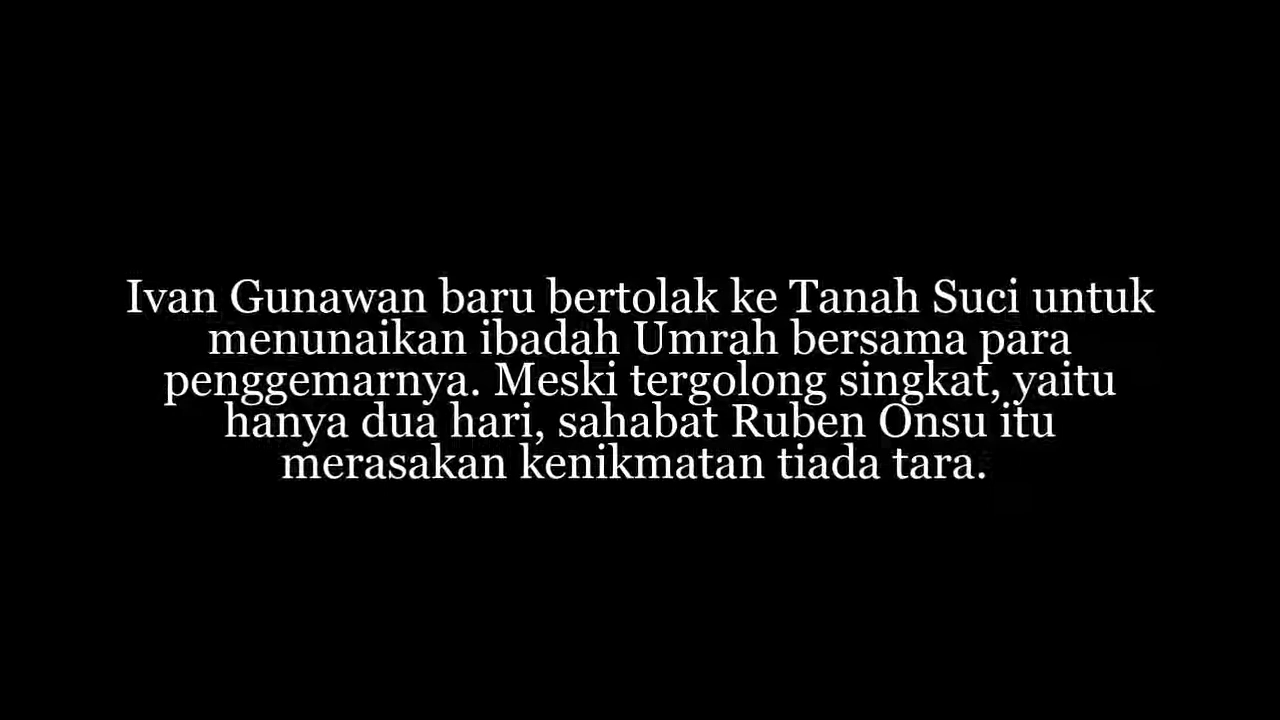 Ivan Gunawan baru bertolak ke Tanah Suci untuk
menunaikan ibadah Umrah bersama para
penggemarnya. Meski tergolong singkat, yaitu
hanya dua hari, sahabat Ruben Onsu itu
merasakan kenikmatan tiada tara.